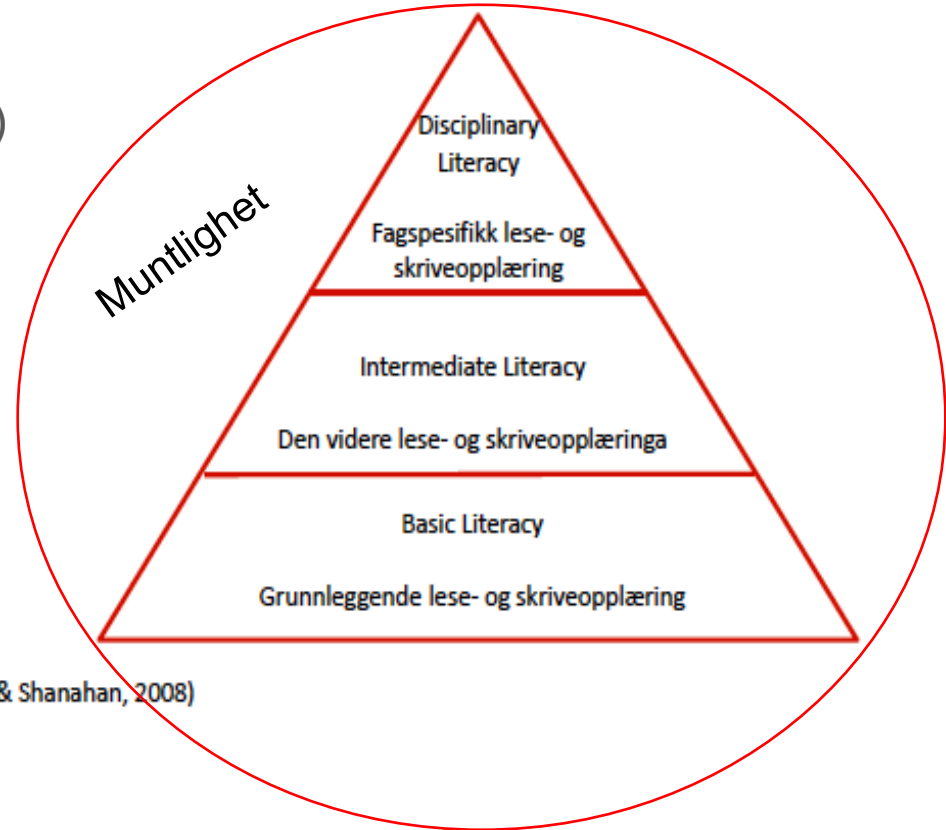 )
Disciplinary
Literacy
Muntlighet
Fagspesifikk lese- og
skriveopplæring
Intermediate Literacy
Den videre lese- og skriveopplæringa
Basic Literacy
Grunnleggende lese- og skriveopplæring
& Shanahan, 2008)